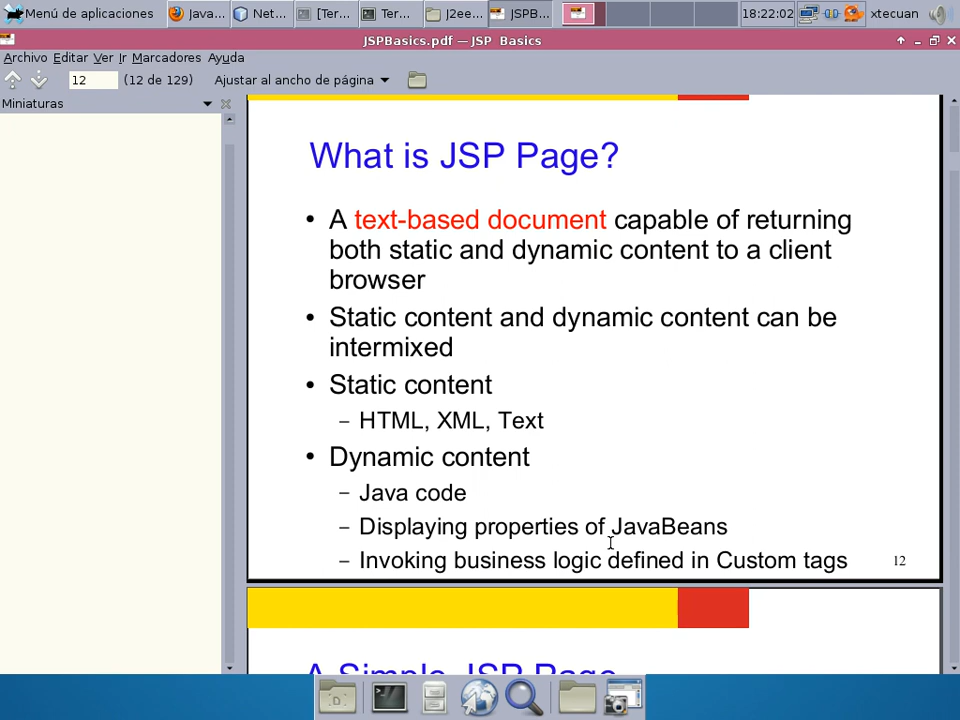 Menú de aplicaciones Java... Net... [Ter... Ter... J2ee... JSPB... 18:22:02 xtecuan
JSPBasics.pdf — JSP Basics
Archivo Editar Ver Ir Marcadores Ayuda
12 (12 de 129) Ajustar al ancho de página
Miniaturas
What is JSP Page?
• A text-based document capable of returning
both static and dynamic content to a client
browser
• Static content and dynamic content can be
intermixed
• Static content
– HTML, XML, Text
• Dynamic content
– Java code
– Displaying properties of JavaBeans
– Invoking business logic defined in Custom tags 12
A Simple JSP Page